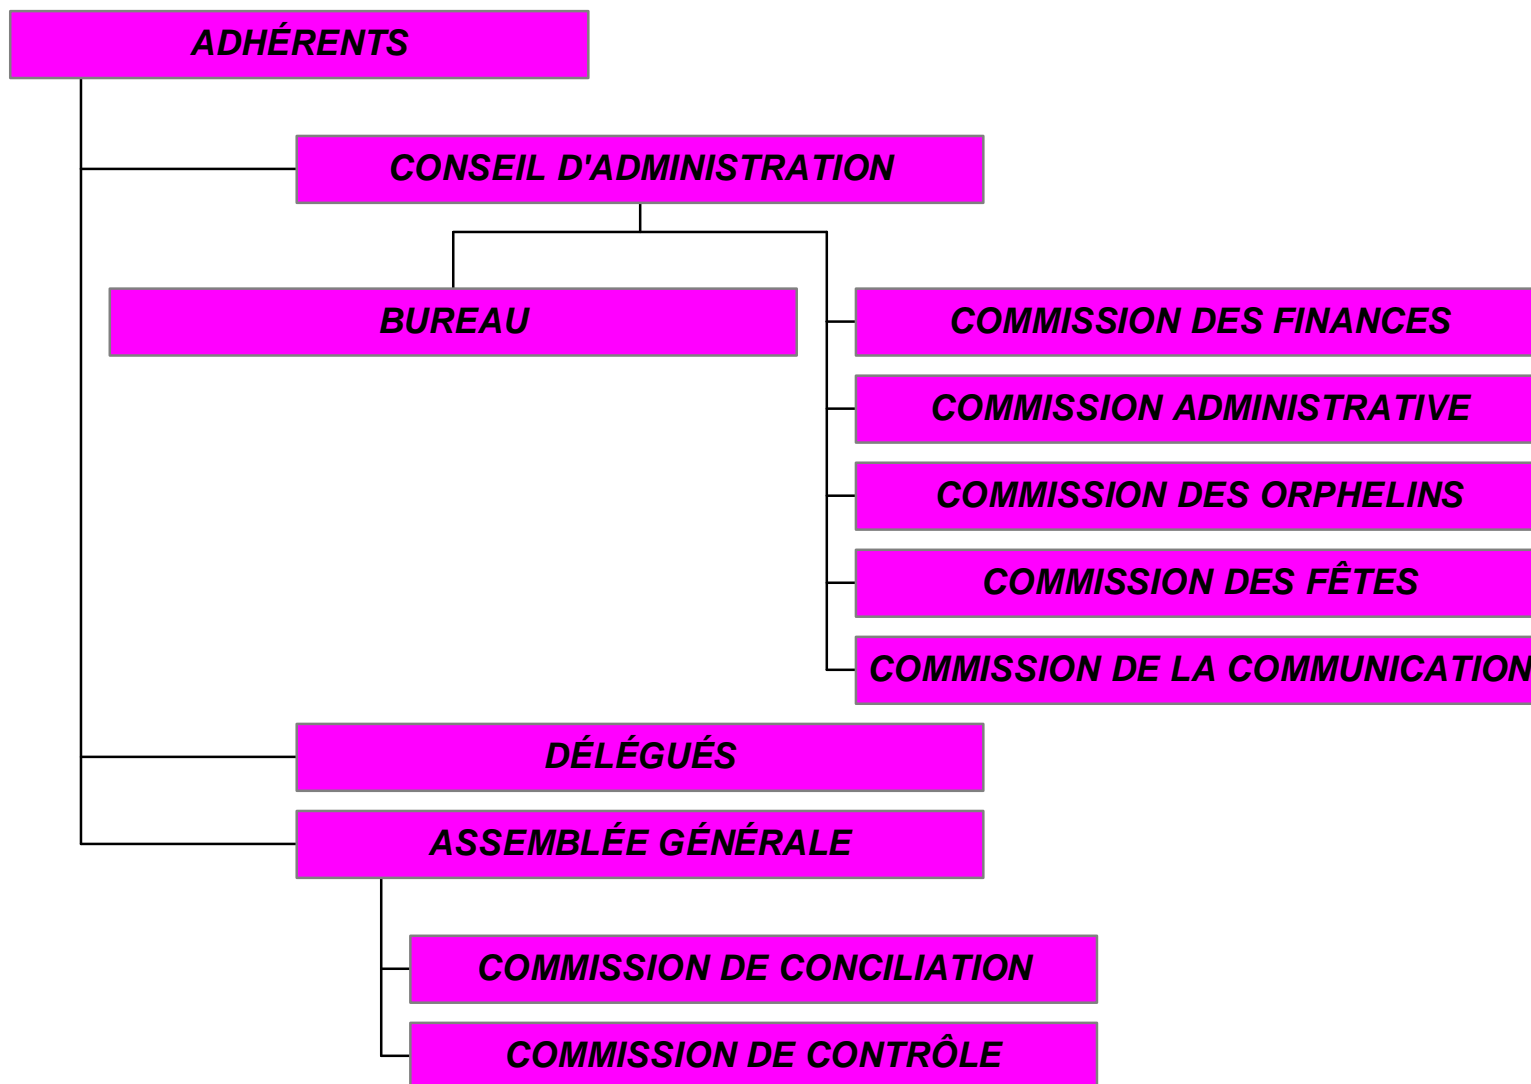 ADHÉRENTS
CONSEIL D'ADMINISTRATION
BUREAU
COMMISSION DES FINANCES
COMMISSION ADMINISTRATIVE
COMMISSION DES ORPHELINS
COMMISSION DES FÊTES
COMMISSION DE LA COMMUNICATION
DÉLÉGUÉS
ASSEMBLÉE GÉNÉRALE
COMMISSION DE CONCILIATION
COMMISSION DE CONTRÔLE